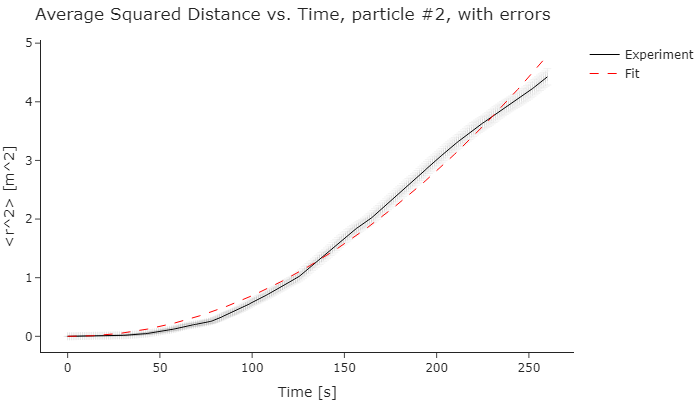 Average Squared Distance vs. Time, particle #2, with errors
Experiment
Fit
<r^2> [m^2]
5
4
3
2
1
0
0
50
100
150
200
250
Time [s]